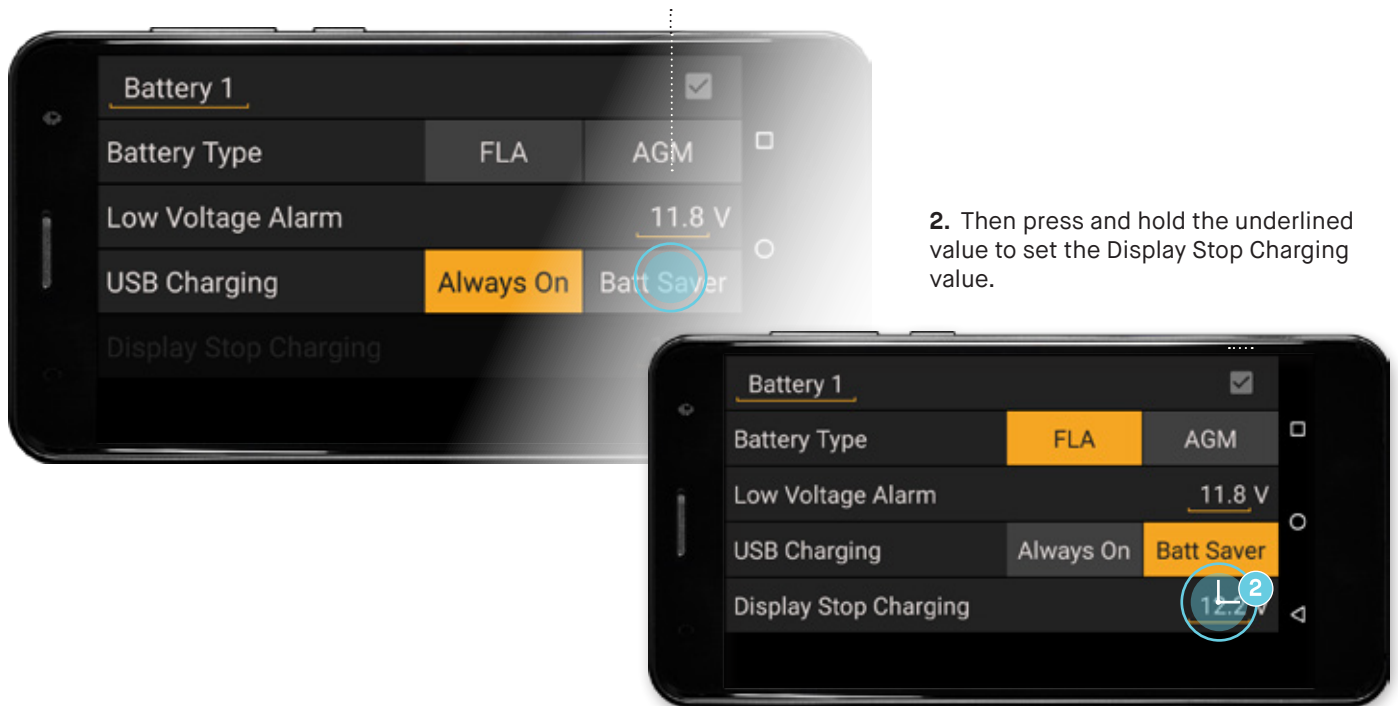 Battery 1
Battery Type FLA AGM
Low Voltage Alarm 11.8 V
USB Charging Always On Batt Saver
Display Stop Charging
2. Then press and hold the underlined
value to set the Display Stop Charging
value.
Battery 1
Battery Type FLA AGM
Low Voltage Alarm 11.8 V
USB Charging Always On Batt Saver
Display Stop Charging 12.2 V
2